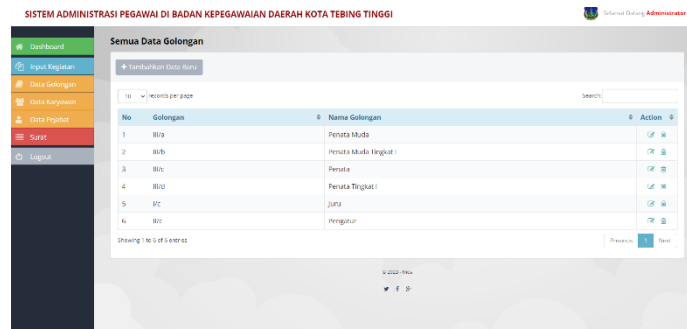 SISTEM ADMINISTRASI PEGAWAI DI BADAN KEPEGAWAIAN DAERAH KOTA TEBING TINGGI
Selamat Datang Administrator
Dashboard
Input Kegiatan
Data Golongan
Data Karyawan
Data Pejabat
Surat
Logout
Semua Data Golongan
+ Tambahkan Data Baru
10 records per page
Search:
No Golongan Nama Golongan Action
1 III/a Penata Muda
2 III/b Penata Muda Tingkat I
3 III/c Penata
4 III/d Penata Tingkat I
5 I/c Juru
6 II/c Pengatur
Showing 1 to 6 of 6 entries
Previous 1 Next